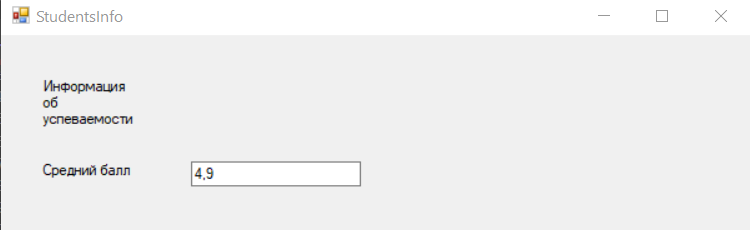 StudentsInfo
Информация
об
успеваемости
Средний балл
4,9